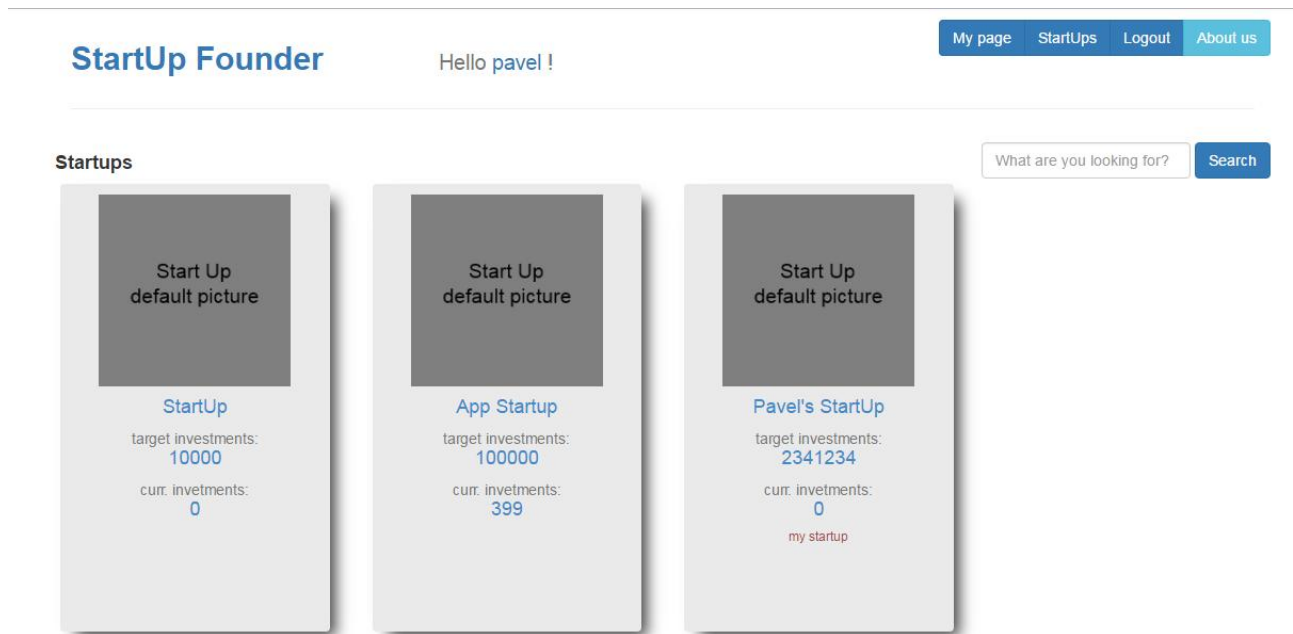 StartUp Founder
Hello pavel !
My page StartUps Logout About us
Startups
What are you looking for? Search
Start Up
default picture
StartUp
target investments:
10000
curr. invetments:
0
Start Up
default picture
App Startup
target investments:
100000
curr. invetments:
399
Start Up
default picture
Pavel's StartUp
target investments:
2341234
curr. invetments:
0
my startup